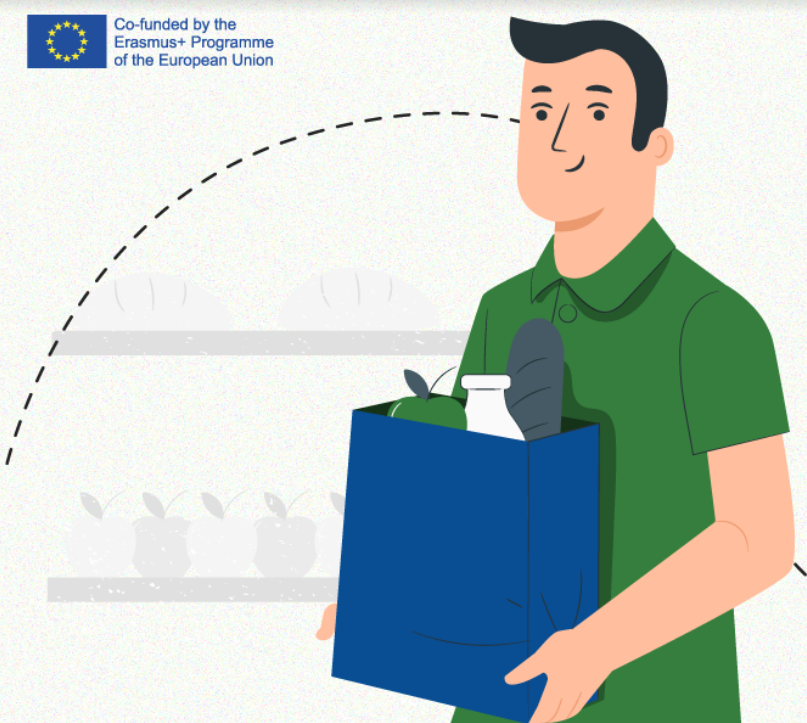 Co-funded by the
Erasmus+ Programme
of the European Union